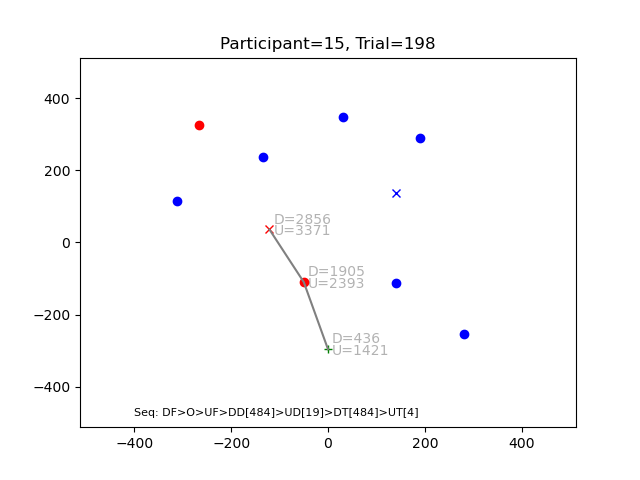 Participant=15, Trial=198
400
200
0
−200
−400
D=2856
U=3371
D=1905
U=2393
D=436
U=1421
Seq: DF>O>UF>DD[484]>UD[19]>DT[484]>UT[4]
−400 −200 0 200 400